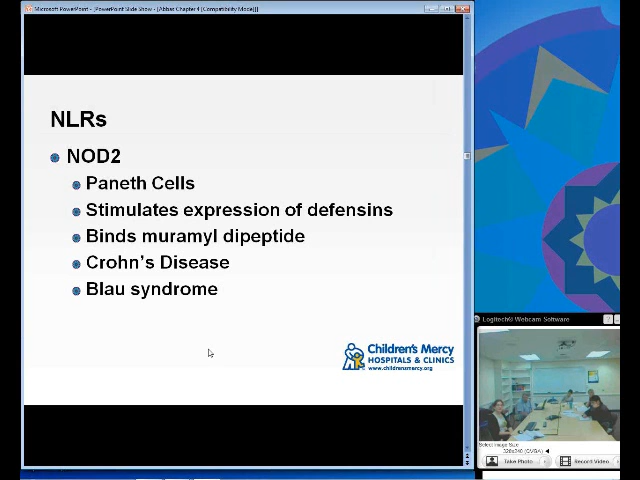 Microsoft PowerPoint - [PowerPoint Slide Show - [Abbas Chapter 4 [Compatibility Mode]]]
NLRs
NOD2
Paneth Cells
Stimulates expression of defensins
Binds muramyl dipeptide
Crohn's Disease
Blau syndrome
Children's Mercy
HOSPITALS & CLINICS
www.childrensmercy.org
Logitech® Webcam Software
Select Image Size
320x240 (QVGA)
Take Photo
Record Video